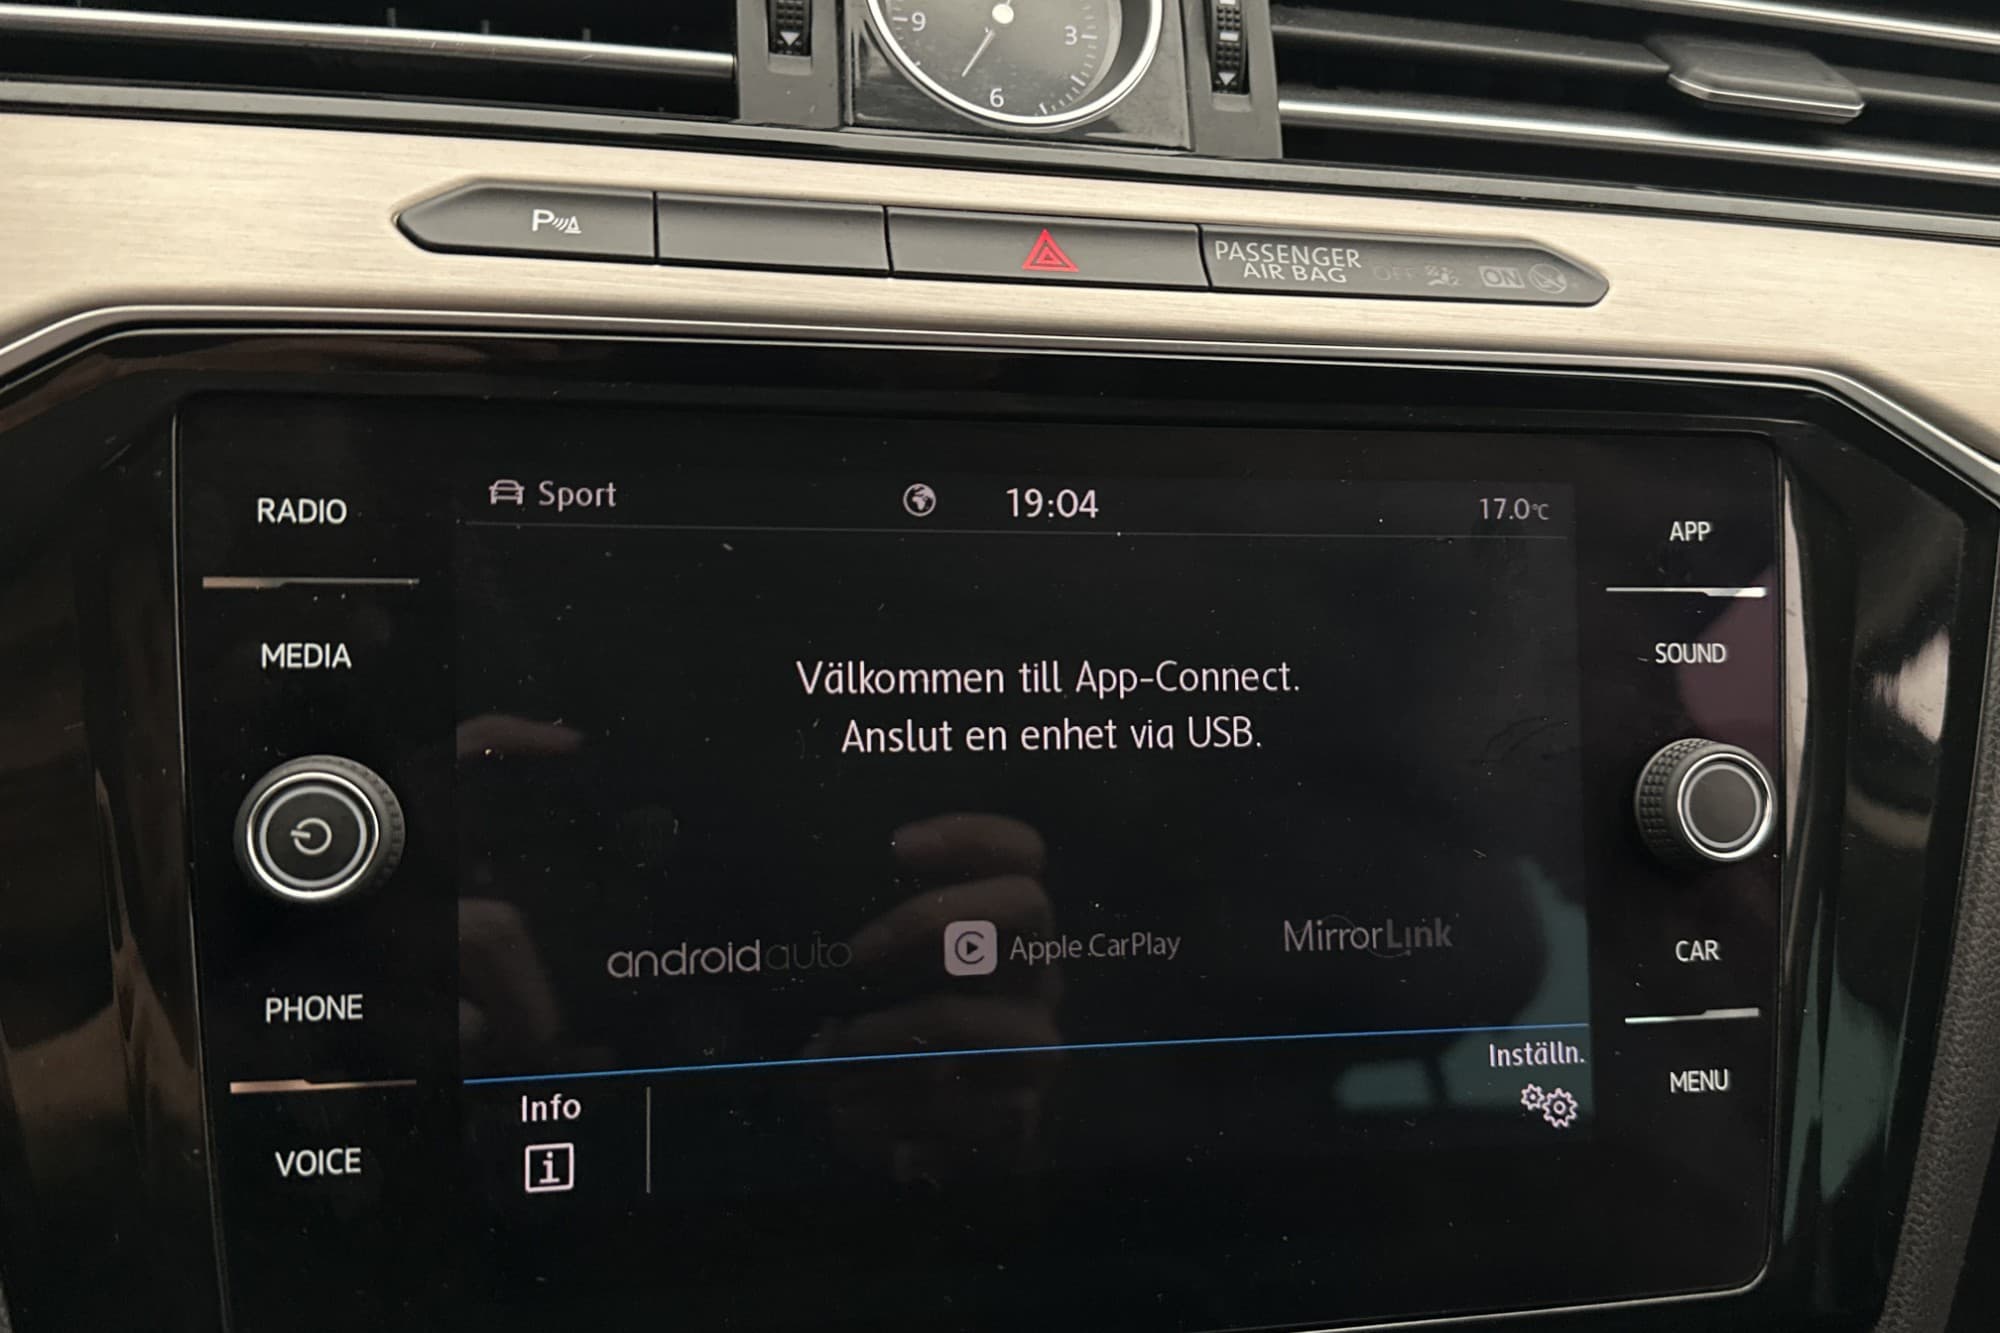 9
3
6
P
PASSENGER
AIR BAG
OFF
ON
RADIO
Sport
19:04
17.0°C
APP
MEDIA
SOUND
Välkommen till App-Connect.
Anslut en enhet via USB.
androidauto
Apple CarPlay
MirrorLink
CAR
PHONE
Inställn.
MENU
Info
i
VOICE